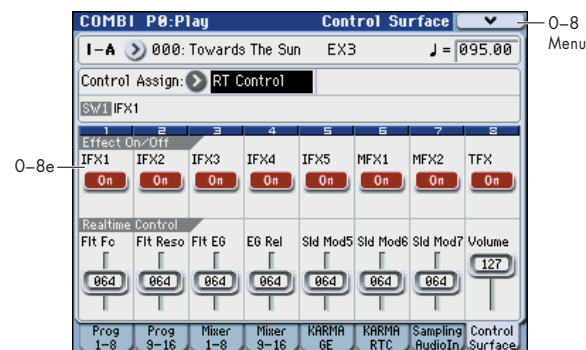 COMBI P0:Play Control Surface
0–8
Menu
I-A 000: Towards The Sun EX3 ♩= 095.00
Control Assign: RT Control
SW1 IFX1
1 2 3 4 5 6 7 8
Effect On/Off
0–8e
IFX1 IFX2 IFX3 IFX4 IFX5 MFX1 MFX2 TFX
On On On On On On On On
Realtime Control
Flt Fc Flt Reso Flt EG EG Rel Sld Mod5 Sld Mod6 Sld Mod7 Volume
064 064 064 064 064 064 064 127
Prog Prog Mixer Mixer KARMA KARMA Sampling Control
1-8 9-16 1-8 9-16 GE RTC AudioIn Surface